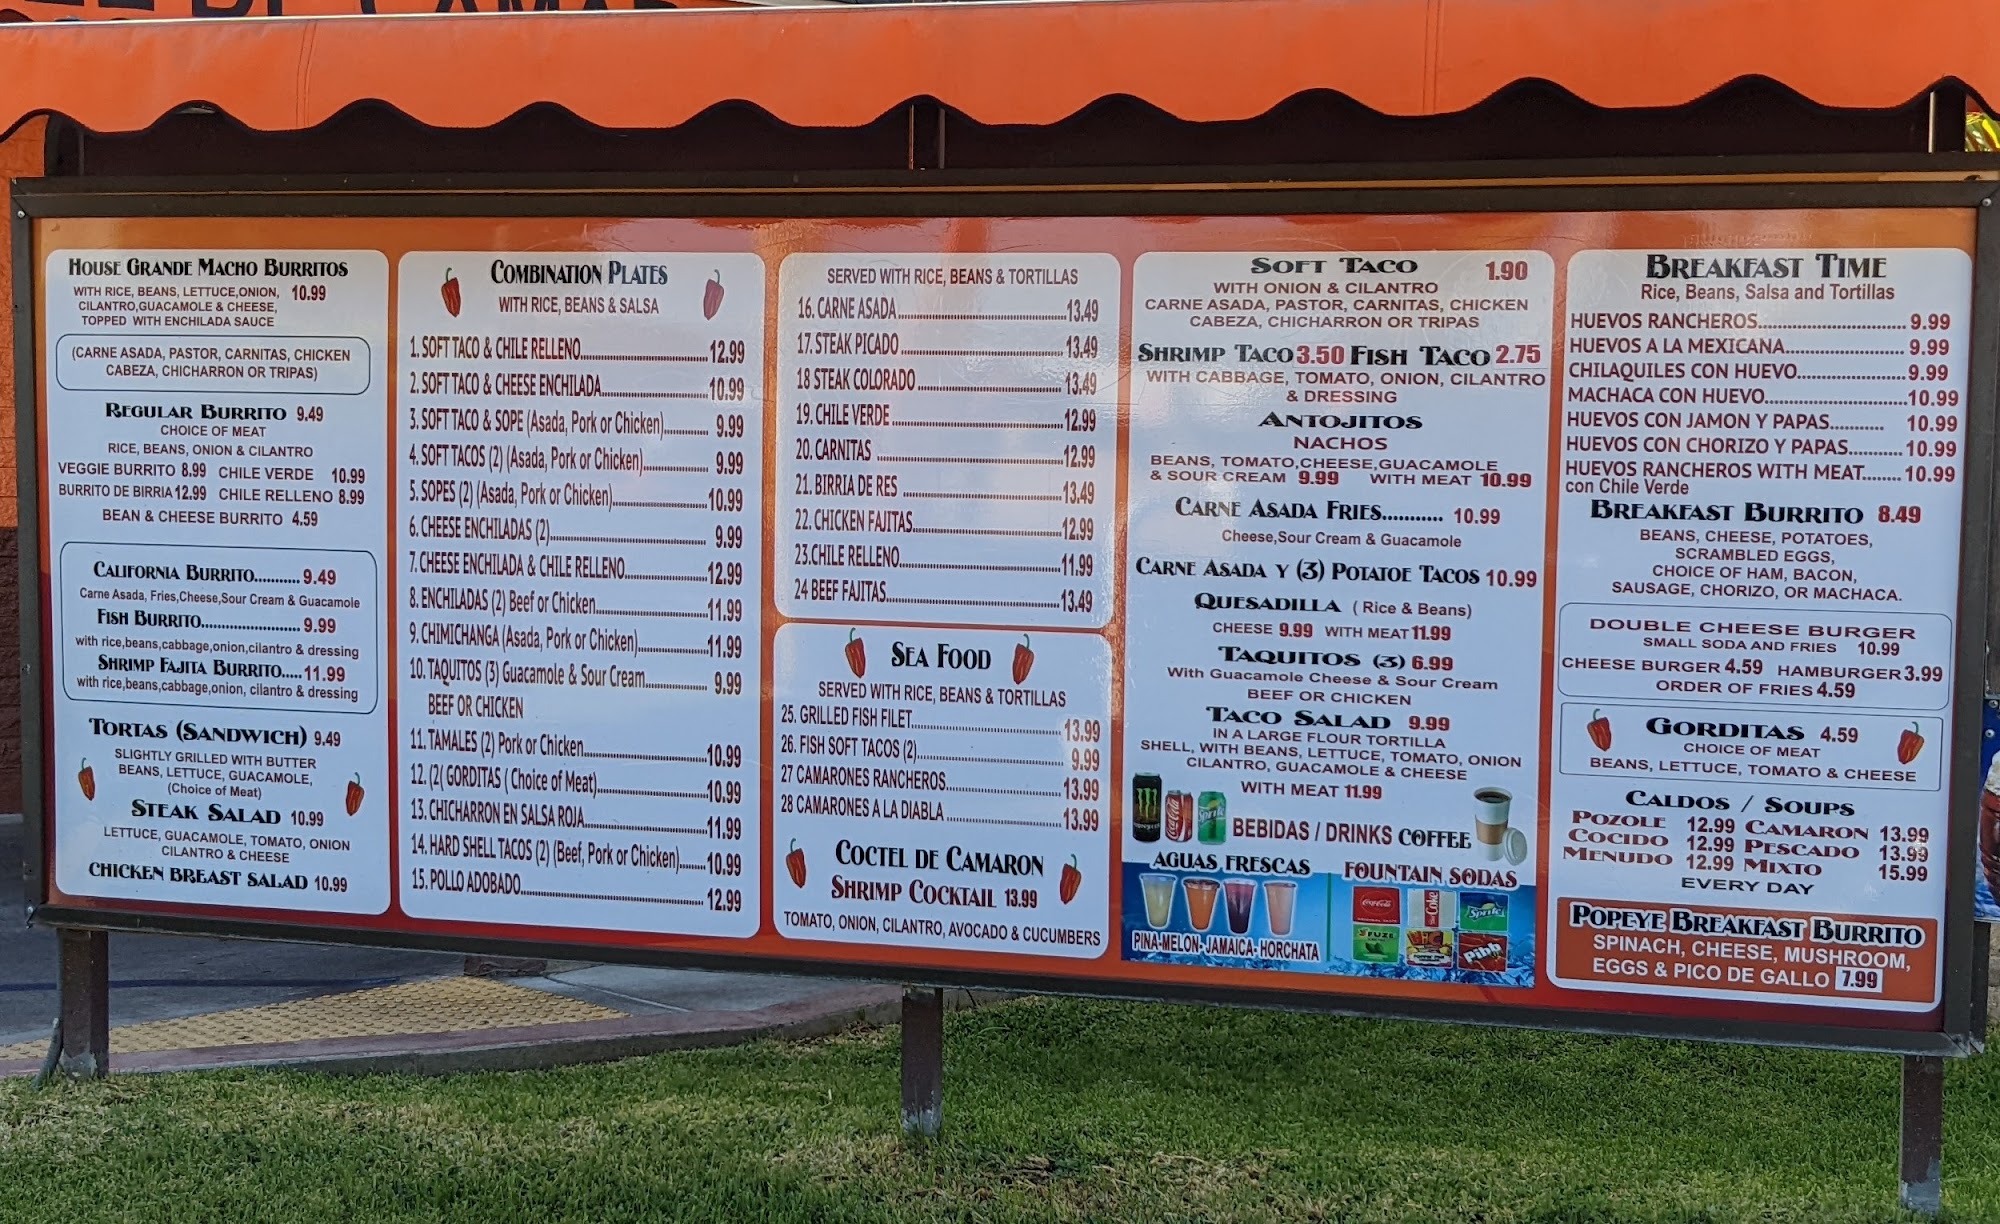 HOUSE GRANDE MACHO BURRITOS
WITH RICE, BEANS, LETTUCE,ONION, 10.99
CILANTRO,GUACAMOLE & CHEESE,
TOPPED WITH ENCHILADA SAUCE
(CARNE ASADA, PASTOR, CARNITAS, CHICKEN
CABEZA, CHICHARRON OR TRIPAS)
REGULAR BURRITO 9.49
CHOICE OF MEAT
RICE, BEANS, ONION & CILANTRO
VEGGIE BURRITO 8.99 CHILE VERDE 10.99
BURRITO DE BIRRIA 12.99 CHILE RELLENO 8.99
BEAN & CHEESE BURRITO 4.59
CALIFORNIA BURRITO........... 9.49
Carne Asada, Fries,Cheese,Sour Cream & Guacamole
FISH BURRITO........................ 9.99
with rice,beans,cabbage,onion,cilantro & dressing
SHRIMP FAJITA BURRITO..... 11.99
with rice,beans,cabbage,onion, cilantro & dressing
TORTAS (SANDWICH) 9.49
SLIGHTLY GRILLED WITH BUTTER
BEANS, LETTUCE, GUACAMOLE,
(Choice of Meat)
STEAK SALAD 10.99
LETTUCE, GUACAMOLE, TOMATO, ONION
CILANTRO & CHEESE
CHICKEN BREAST SALAD 10.99
COMBINATION PLATES
WITH RICE, BEANS & SALSA
1. SOFT TACO & CHILE RELLENO........ 12.99
2. SOFT TACO & CHEESE ENCHILADA........ 10.99
3. SOFT TACO & SOPE (Asada, Pork or Chicken)........ 9.99
4. SOFT TACOS (2) (Asada, Pork or Chicken)........ 9.99
5. SOPES (2) (Asada, Pork or Chicken)........ 10.99
6. CHEESE ENCHILADAS (2)........ 9.99
7. CHEESE ENCHILADA & CHILE RELLENO........ 12.99
8. ENCHILADAS (2) Beef or Chicken........ 11.99
9. CHIMICHANGA (Asada, Pork or Chicken)........ 11.99
10. TAQUITOS (3) Guacamole & Sour Cream........ 9.99
BEEF OR CHICKEN
11. TAMALES (2) Pork or Chicken........ 10.99
12. (2( GORDITAS ( Choice of Meat)........ 10.99
13. CHICHARRON EN SALSA ROJA........ 11.99
14. HARD SHELL TACOS (2) (Beef, Pork or Chicken)....... 10.99
15. POLLO ADOBADO........ 12.99
SERVED WITH RICE, BEANS & TORTILLAS
16. CARNE ASADA........ 13.49
17. STEAK PICADO ........ 13.49
18 STEAK COLORADO ........ 13.49
19. CHILE VERDE ........ 12.99
20. CARNITAS ........ 12.99
21. BIRRIA DE RES ........ 13.49
22. CHICKEN FAJITAS........ 12.99
23.CHILE RELLENO........ 11.99
24 BEEF FAJITAS........ 13.49
SEA FOOD
SERVED WITH RICE, BEANS & TORTILLAS
25. GRILLED FISH FILET........ 13.99
26. FISH SOFT TACOS (2)........ 9.99
27 CAMARONES RANCHEROS........ 13.99
28 CAMARONES A LA DIABLA ........ 13.99
COCTEL DE CAMARON
SHRIMP COCKTAIL 13.99
TOMATO, ONION, CILANTRO, AVOCADO & CUCUMBERS
SOFT TACO 1.90
WITH ONION & CILANTRO
CARNE ASADA, PASTOR, CARNITAS, CHICKEN
CABEZA, CHICHARRON OR TRIPAS
SHRIMP TACO 3.50 FISH TACO 2.75
WITH CABBAGE, TOMATO, ONION, CILANTRO
& DRESSING
ANTOJITOS
NACHOS
BEANS, TOMATO,CHEESE,GUACAMOLE
& SOUR CREAM 9.99 WITH MEAT 10.99
CARNE ASADA FRIES........... 10.99
Cheese,Sour Cream & Guacamole
CARNE ASADA Y (3) POTATOE TACOS 10.99
QUESADILLA ( Rice & Beans)
CHEESE 9.99 WITH MEAT 11.99
TAQUITOS (3) 6.99
With Guacamole Cheese & Sour Cream
BEEF OR CHICKEN
TACO SALAD 9.99
IN A LARGE FLOUR TORTILLA
SHELL, WITH BEANS, LETTUCE, TOMATO, ONION
CILANTRO, GUACAMOLE & CHEESE
WITH MEAT 11.99
BEBIDAS / DRINKS COFFEE
Coca-Cola
Sprite
AGUAS FRESCAS FOUNTAIN SODAS
PINA-MELON- JAMAICA- HORCHATA
Coca-Cola
Coke
Sprite
FUZE
Hi-C
Pibb
BREAKFAST TIME
Rice, Beans, Salsa and Tortillas
HUEVOS RANCHEROS........ 9.99
HUEVOS A LA MEXICANA........ 9.99
CHILAQUILES CON HUEVO........ 9.99
MACHACA CON HUEVO........ 10.99
HUEVOS CON JAMON Y PAPAS........... 10.99
HUEVOS CON CHORIZO Y PAPAS........... 10.99
HUEVOS RANCHEROS WITH MEAT........ 10.99
con Chile Verde
BREAKFAST BURRITO 8.49
BEANS, CHEESE, POTATOES,
SCRAMBLED EGGS,
CHOICE OF HAM, BACON,
SAUSAGE, CHORIZO, OR MACHACA.
DOUBLE CHEESE BURGER
SMALL SODA AND FRIES 10.99
CHEESE BURGER 4.59 HAMBURGER 3.99
ORDER OF FRIES 4.59
GORDITAS 4.59
CHOICE OF MEAT
BEANS, LETTUCE, TOMATO & CHEESE
CALDOS / SOUPS
POZOLE 12.99 CAMARON 13.99
COCIDO 12.99 PESCADO 13.99
MENUDO 12.99 MIXTO 15.99
EVERY DAY
POPEYE BREAKFAST BURRITO
SPINACH, CHEESE, MUSHROOM,
EGGS & PICO DE GALLO 7.99